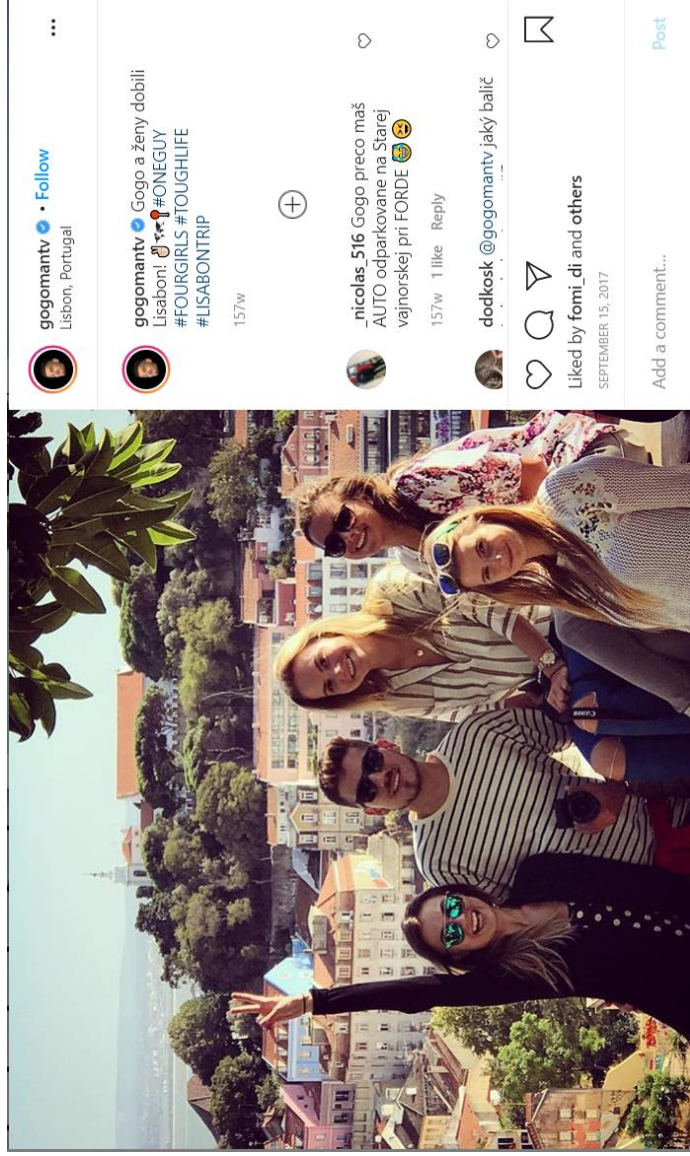 gogomantv • Follow
Lisbon, Portugal
gogomantv Gogo a ženy dobili
Lisabon! ✌🏻🗺📍#ONEGUY
#FOURGIRLS #TOUGHLIFE
#LISABONTRIP
157w
_nicolas_516 Gogo preco maš
AUTO odparkovane na Starej
vajnorskej pri FORDE 😭😣
157w 1 like Reply
dodkosk @gogomantv jaký balič
Liked by fomi_di and others
SEPTEMBER 15, 2017
Add a comment...
Post
Canon